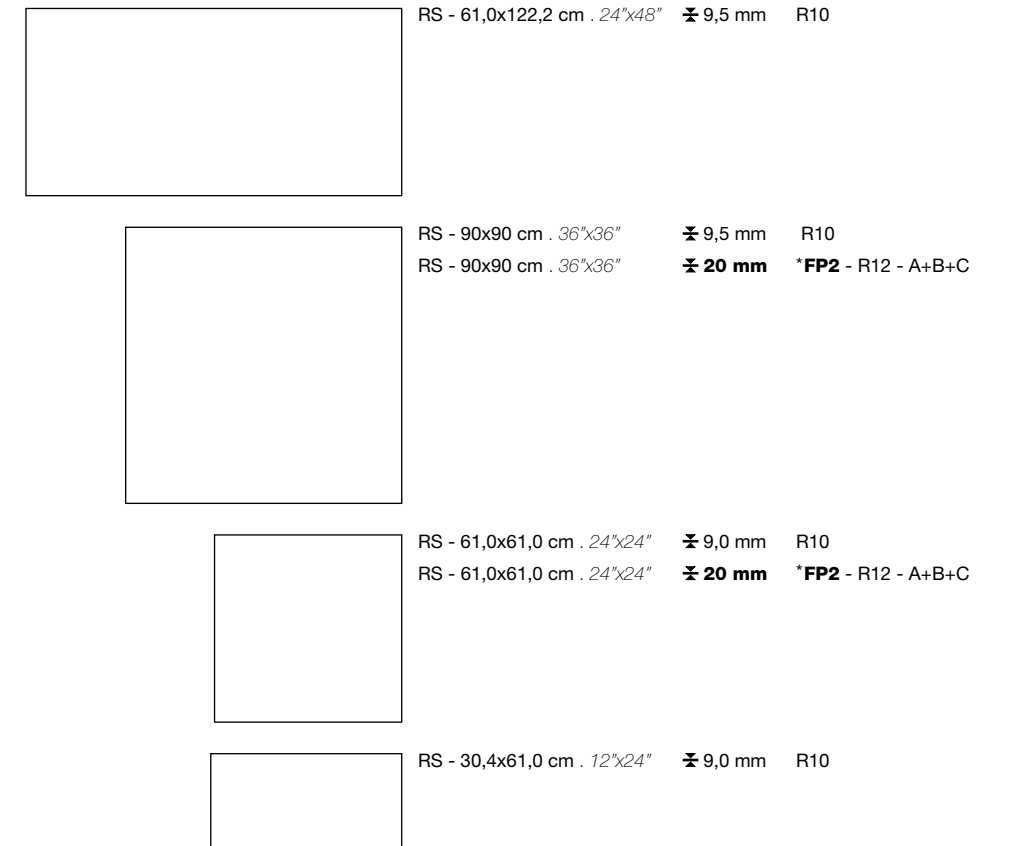 RS - 61,0x122,2 cm . 24"x48" 9,5 mm R10
RS - 90x90 cm . 36"x36" 9,5 mm R10
RS - 90x90 cm . 36"x36" 20 mm *FP2 - R12 - A+B+C
RS - 61,0x61,0 cm . 24"x24" 9,0 mm R10
RS - 61,0x61,0 cm . 24"x24" 20 mm *FP2 - R12 - A+B+C
RS - 30,4x61,0 cm . 12"x24" 9,0 mm R10